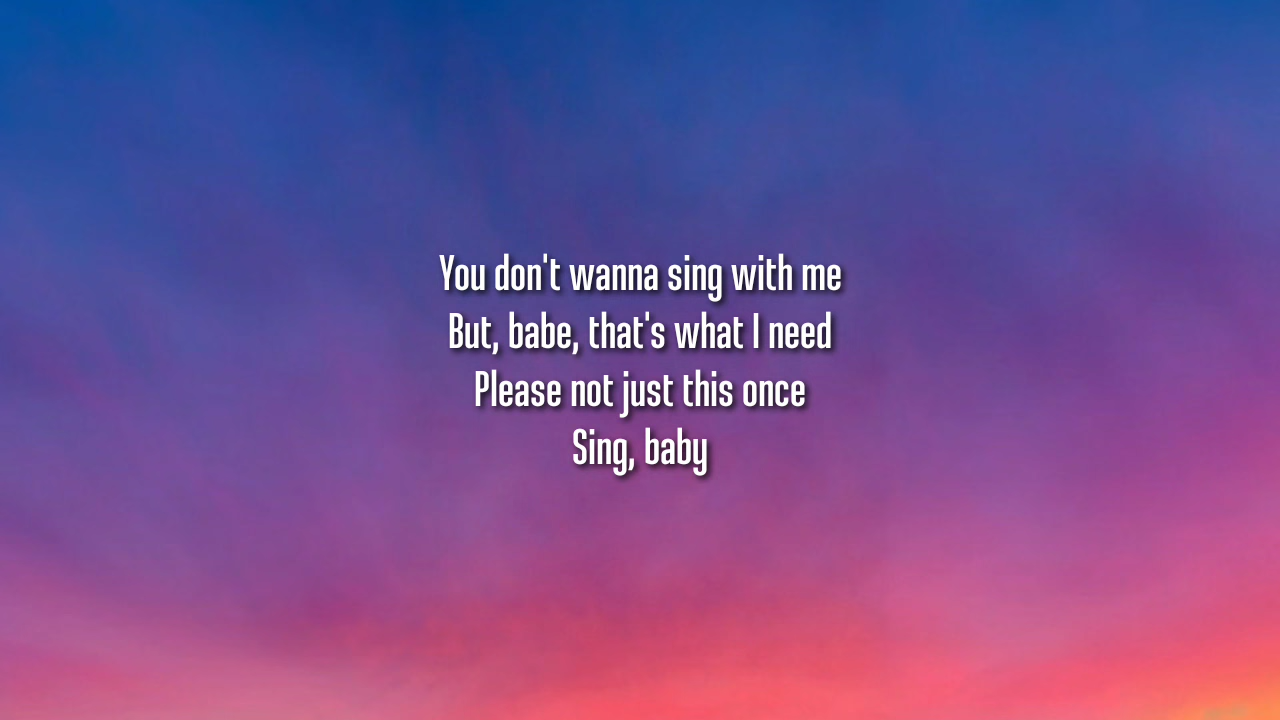 You don't wanna sing with me
But, babe, that's what I need
Please not just this once
Sing, baby